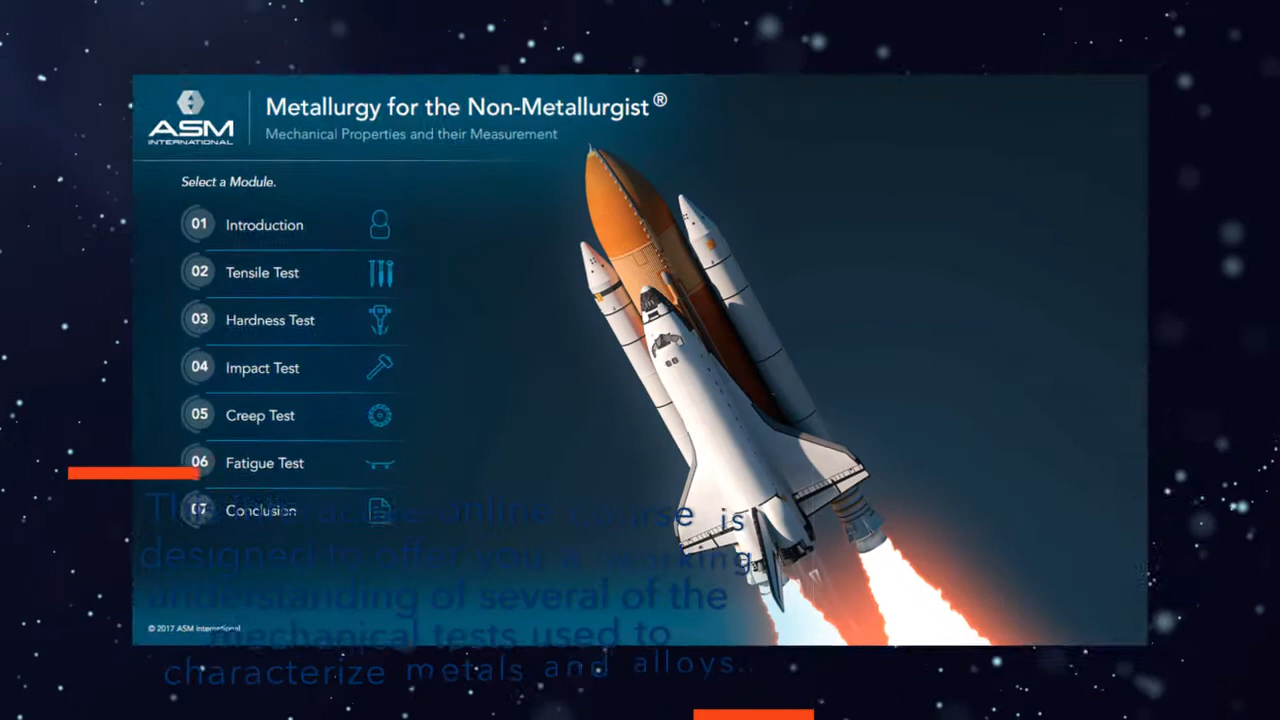 ASM
INTERNATIONAL
Metallurgy for the Non-Metallurgist®
Mechanical Properties and their Measurement
Select a Module.
01 Introduction
02 Tensile Test
03 Hardness Test
04 Impact Test
05 Creep Test
06 Fatigue Test
07 Conclusion
This online course is
designed to offer you a working
understanding of several of the
mechanical tests used to
characterize metals and alloys.
© 2017 ASM International